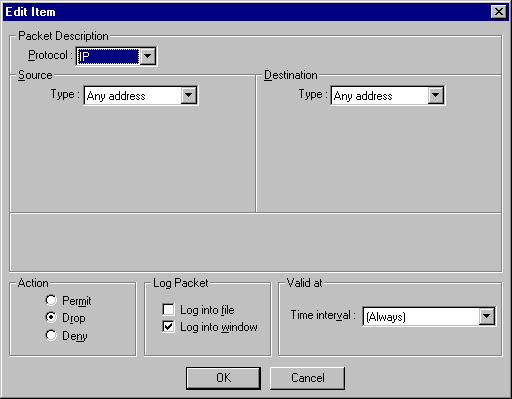 Edit Item
Packet Description
Protocol : IP
Source
Destination
Type : Any address
Type : Any address
Action
Log Packet
Valid at
Permit
Drop
Deny
Log into file
Log into window
Time interval : (Always)
OK
Cancel